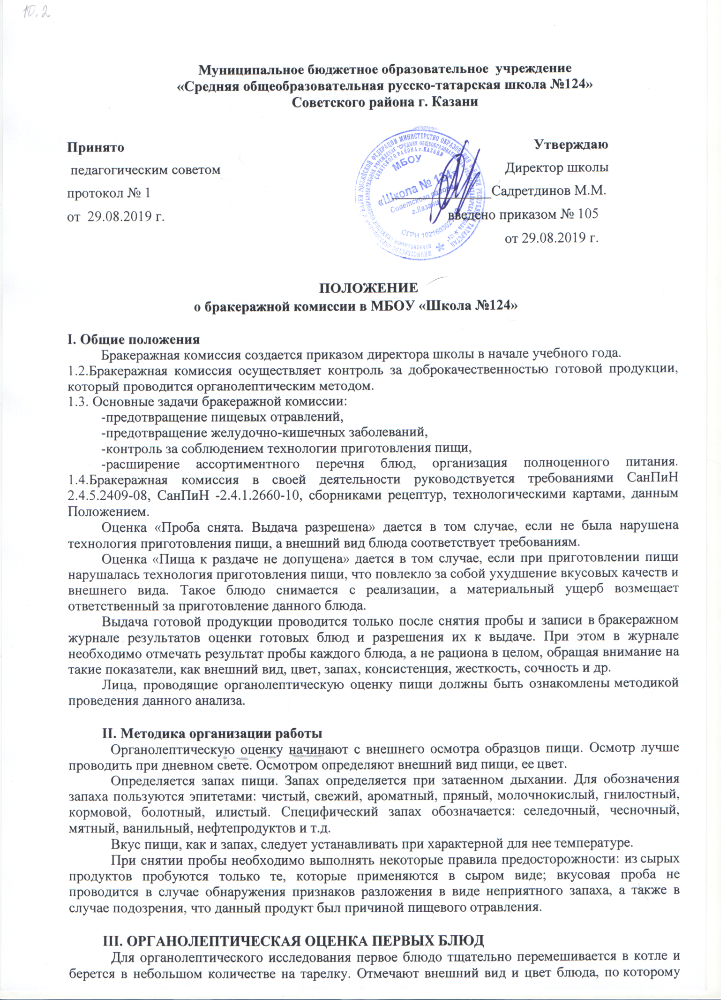 10.2
Муниципальное бюджетное образовательное учреждение
«Средняя общеобразовательная русско-татарская школа №124»
Советского района г. Казани
Принято
Утверждаю
педагогическим советом
Директор школы
протокол № 1
Садретдинов М.М.
от 29.08.2019 г.
введено приказом № 105
от 29.08.2019 г.
МБОУ
«Школа № 124»
Советского района
г.Казани
ПОЛОЖЕНИЕ
о бракеражной комиссии в МБОУ «Школа №124»
I. Общие положения
Бракеражная комиссия создается приказом директора школы в начале учебного года.
1.2.Бракеражная комиссия осуществляет контроль за доброкачественностью готовой продукции,
который проводится органолептическим методом.
1.3. Основные задачи бракеражной комиссии:
-предотвращение пищевых отравлений,
-предотвращение желудочно-кишечных заболеваний,
-контроль за соблюдением технологии приготовления пищи,
-расширение ассортиментного перечня блюд, организация полноценного питания.
1.4.Бракеражная комиссия в своей деятельности руководствуется требованиями СанПиН
2.4.5.2409-08, СанПиН -2.4.1.2660-10, сборниками рецептур, технологическими картами, данным
Положением.
Оценка «Проба снята. Выдача разрешена» дается в том случае, если не была нарушена
технология приготовления пищи, а внешний вид блюда соответствует требованиям.
Оценка «Пища к раздаче не допущена» дается в том случае, если при приготовлении пищи
нарушалась технология приготовления пищи, что повлекло за собой ухудшение вкусовых качеств и
внешнего вида. Такое блюдо снимается с реализации, а материальный ущерб возмещает
ответственный за приготовление данного блюда.
Выдача готовой продукции проводится только после снятия пробы и записи в бракеражном
журнале результатов оценки готовых блюд и разрешения их к выдаче. При этом в журнале
необходимо отмечать результат пробы каждого блюда, а не рациона в целом, обращая внимание на
такие показатели, как внешний вид, цвет, запах, консистенция, жесткость, сочность и др.
Лица, проводящие органолептическую оценку пищи должны быть ознакомлены методикой
проведения данного анализа.
II. Методика организации работы
Органолептическую оценку начинают с внешнего осмотра образцов пищи. Осмотр лучше
проводить при дневном свете. Осмотром определяют внешний вид пищи, ее цвет.
Определяется запах пищи. Запах определяется при затаенном дыхании. Для обозначения
запаха пользуются эпитетами: чистый, свежий, ароматный, пряный, молочнокислый, гнилостный,
кормовой, болотный, илистый. Специфический запах обозначается: селедочный, чесночный,
мятный, ванильный, нефтепродуктов и т.д.
Вкус пищи, как и запах, следует устанавливать при характерной для нее температуре.
При снятии пробы необходимо выполнять некоторые правила предосторожности: из сырых
продуктов пробуются только те, которые применяются в сыром виде; вкусовая проба не
проводится в случае обнаружения признаков разложения в виде неприятного запаха, а также в
случае подозрения, что данный продукт был причиной пищевого отравления.
III. ОРГАНОЛЕПТИЧЕСКАЯ ОЦЕНКА ПЕРВЫХ БЛЮД
Для органолептического исследования первое блюдо тщательно перемешивается в котле и
берется в небольшом количестве на тарелку. Отмечают внешний вид и цвет блюда, по которому